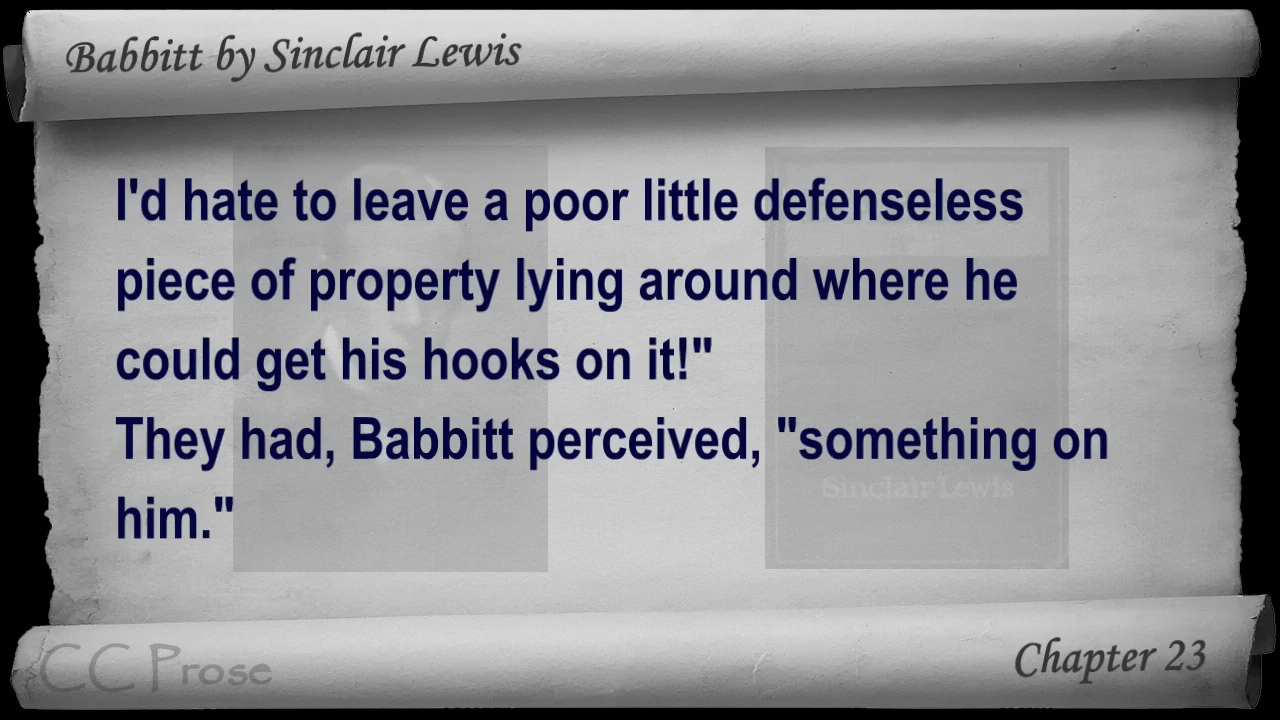 Babbitt by Sinclair Lewis
I'd hate to leave a poor little defenseless
piece of property lying around where he
could get his hooks on it!"
They had, Babbitt perceived, "something on
him."
Sinclair Lewis
CC Prose
Chapter 23